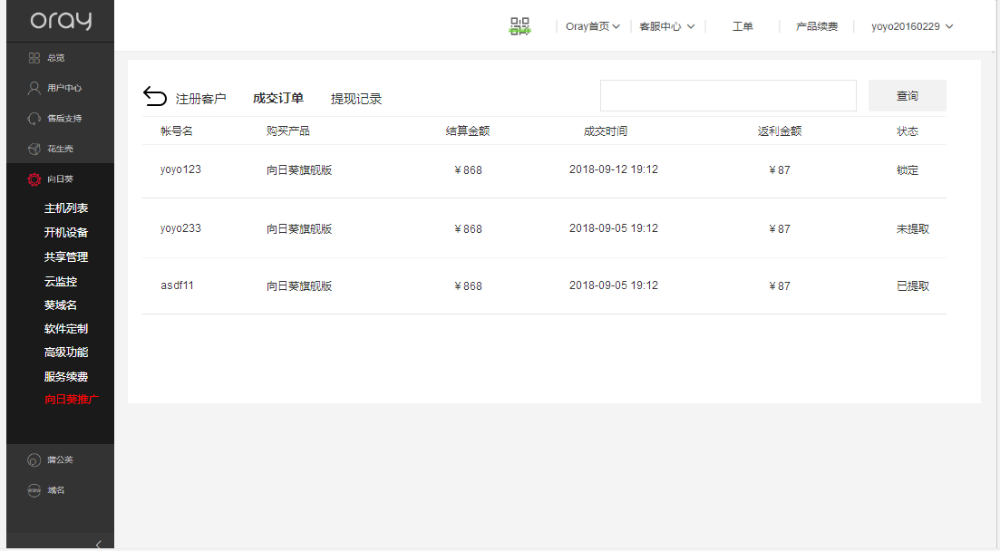 oray
Oray首页 客服中心 工单 产品续费 yoyo20160229
总览
用户中心
售后支持
花生壳
向日葵
主机列表
开机设备
共享管理
云监控
葵域名
软件定制
高级功能
服务续费
向日葵推广
蒲公英
www 域名
注册客户 成交订单 提现记录 查询
帐号名 购买产品 结算金额 成交时间 返利金额 状态
yoyo123 向日葵旗舰版 ¥868 2018-09-12 19:12 ¥87 锁定
yoyo233 向日葵旗舰版 ¥868 2018-09-05 19:12 ¥87 未提取
asdf11 向日葵旗舰版 ¥868 2018-09-05 19:12 ¥87 已提取